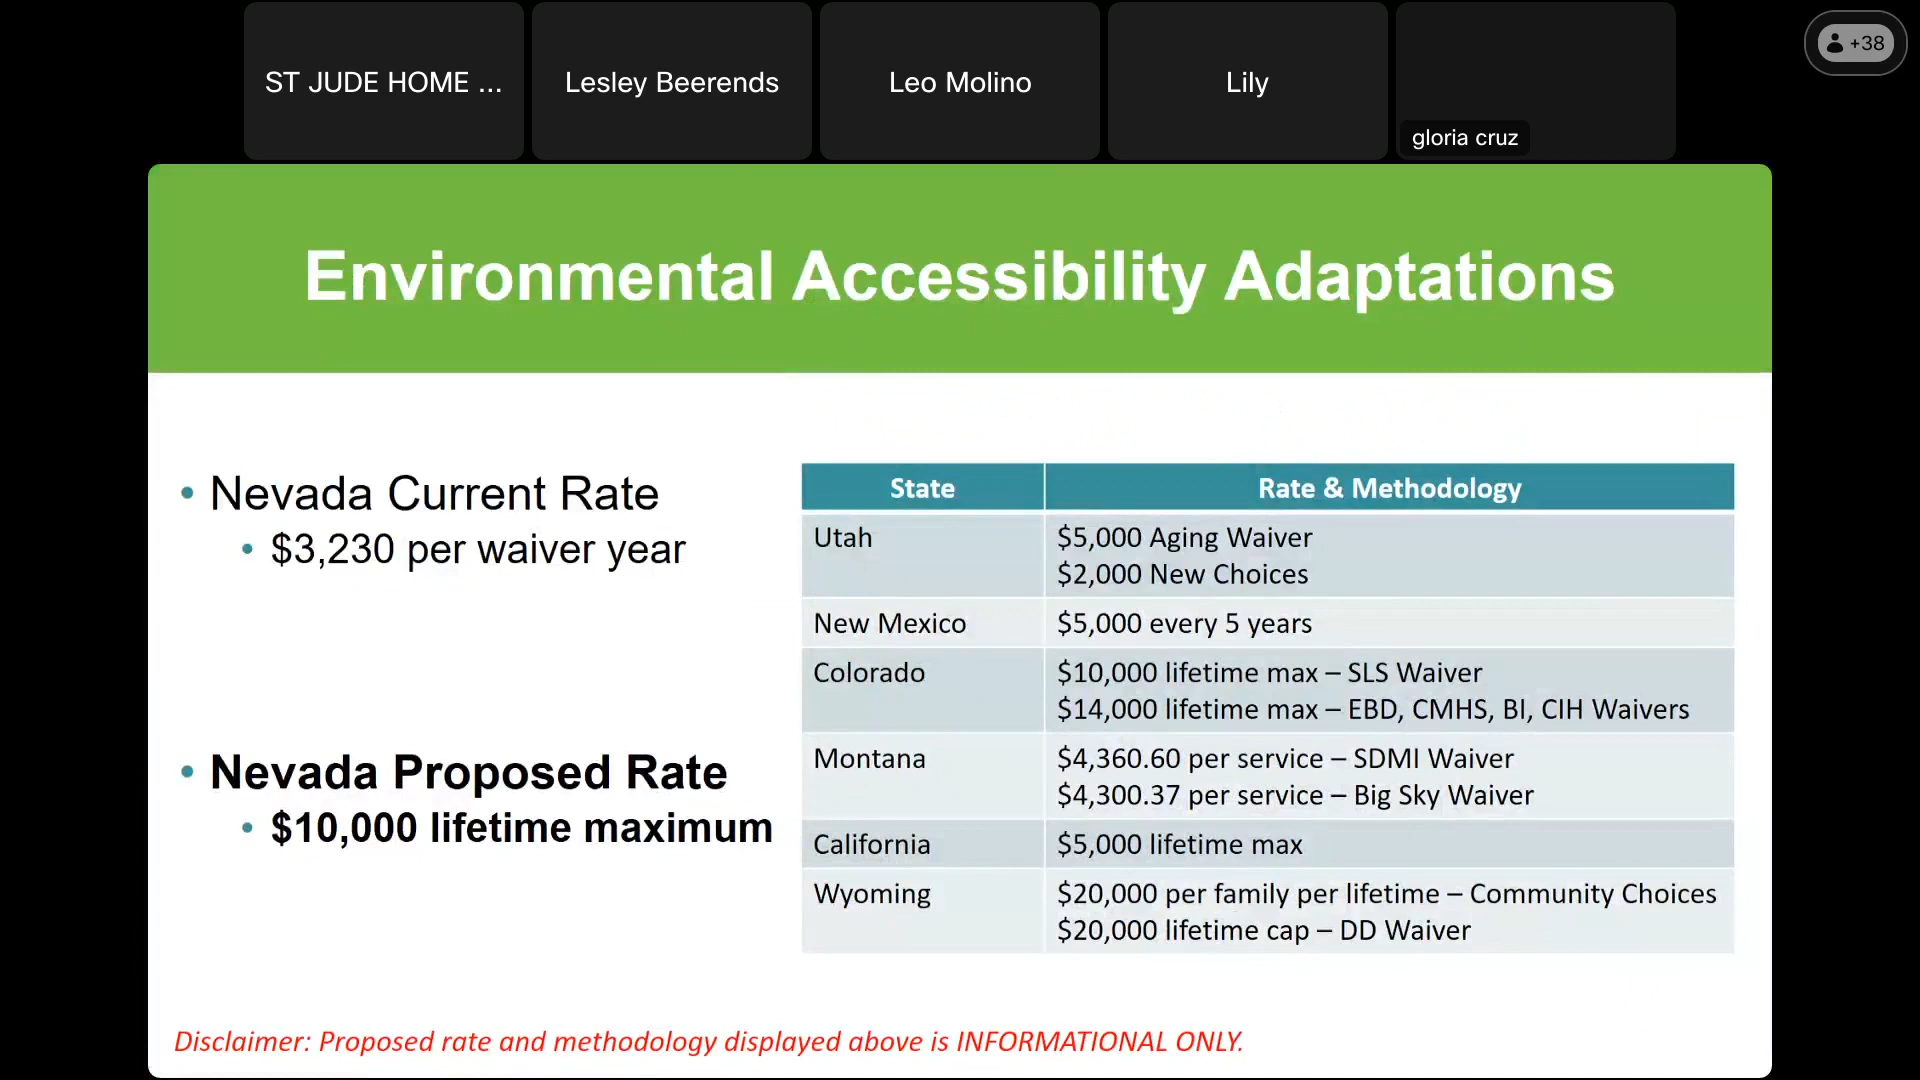 ST JUDE HOME ...
Lesley Beerends
Leo Molino
Lily
gloria cruz
+38
Environmental Accessibility Adaptations
• Nevada Current Rate
• $3,230 per waiver year
• Nevada Proposed Rate
• $10,000 lifetime maximum
State Rate & Methodology
Utah $5,000 Aging Waiver
$2,000 New Choices
New Mexico $5,000 every 5 years
Colorado $10,000 lifetime max – SLS Waiver
$14,000 lifetime max – EBD, CMHS, BI, CIH Waivers
Montana $4,360.60 per service – SDMI Waiver
$4,300.37 per service – Big Sky Waiver
California $5,000 lifetime max
Wyoming $20,000 per family per lifetime – Community Choices
$20,000 lifetime cap – DD Waiver
Disclaimer: Proposed rate and methodology displayed above is INFORMATIONAL ONLY.